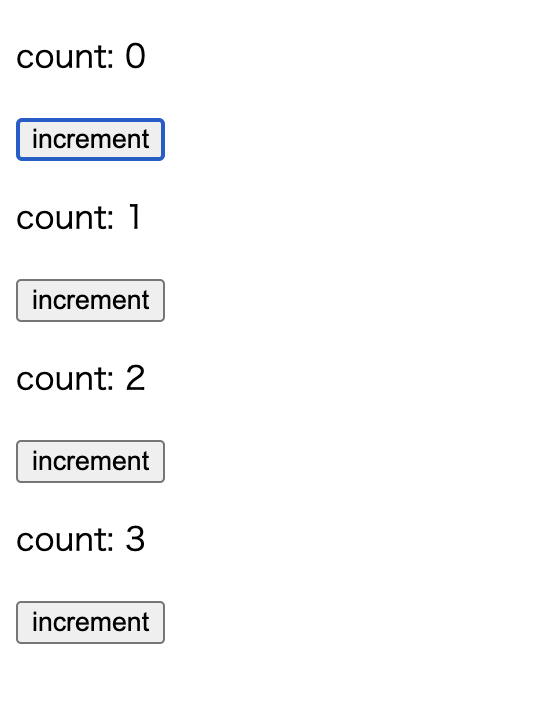 count: 0
increment
count: 1
increment
count: 2
increment
count: 3
increment